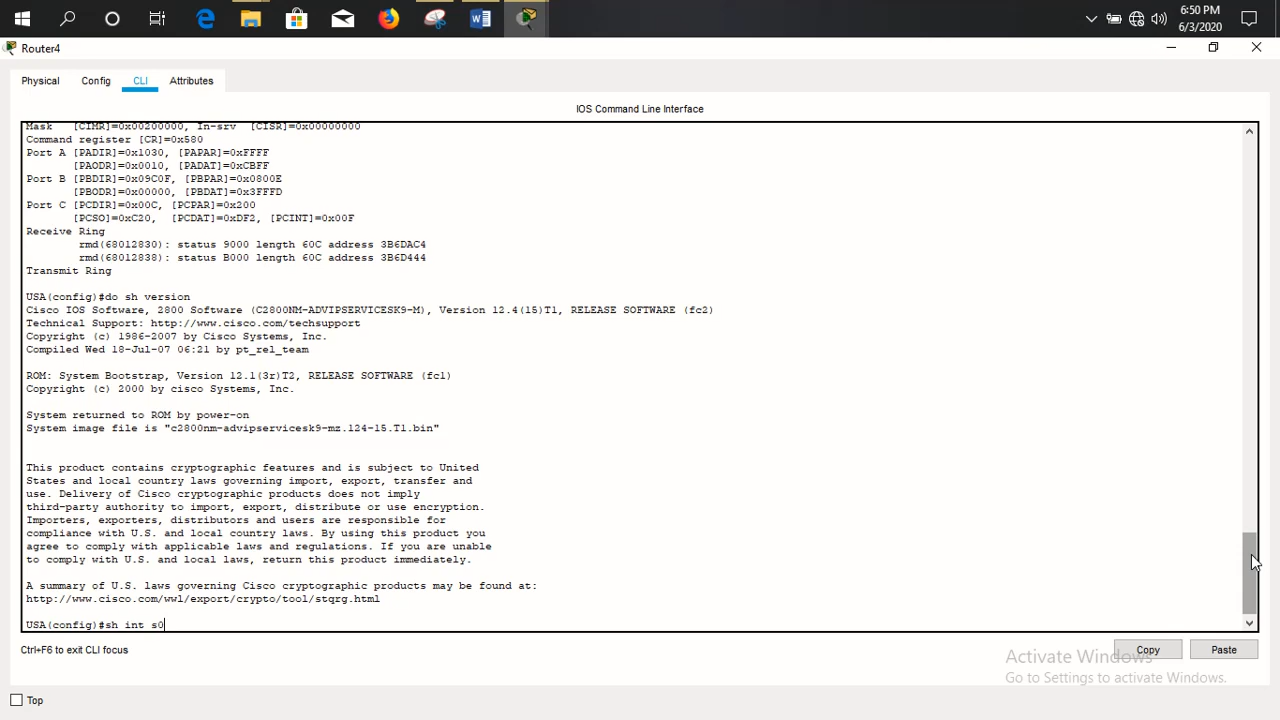 6:50 PM
6/3/2020
Router4
Physical Config CLI Attributes
IOS Command Line Interface
Mask [CIMR]=0x00200000, In-srv [CISR]=0x00000000
Command register [CR]=0x580
Port A [PADIR]=0x1030, [PAPAR]=0xFFFF
[PAODR]=0x0010, [PADAT]=0xCBFF
Port B [PBDIR]=0x09C0F, [PBPAR]=0x0800E
[PBODR]=0x00000, [PBDAT]=0x3FFFD
Port C [PCDIR]=0x00C, [PCPAR]=0x200
[PCSO]=0xC20, [PCDAT]=0xDF2, [PCINT]=0x00F
Receive Ring
rmd(68012830): status 9000 length 60C address 3B6DAC4
rmd(68012838): status B000 length 60C address 3B6D444
Transmit Ring
USA(config)#do sh version
Cisco IOS Software, 2800 Software (C2800NM-ADVIPSERVICESK9-M), Version 12.4(15)T1, RELEASE SOFTWARE (fc2)
Technical Support: http://www.cisco.com/techsupport
Copyright (c) 1986-2007 by Cisco Systems, Inc.
Compiled Wed 18-Jul-07 06:21 by pt_rel_team
ROM: System Bootstrap, Version 12.1(3r)T2, RELEASE SOFTWARE (fc1)
Copyright (c) 2000 by cisco Systems, Inc.
System returned to ROM by power-on
System image file is "c2800nm-advipservicesk9-mz.124-15.T1.bin"
This product contains cryptographic features and is subject to United
States and local country laws governing import, export, transfer and
use. Delivery of Cisco cryptographic products does not imply
third-party authority to import, export, distribute or use encryption.
Importers, exporters, distributors and users are responsible for
compliance with U.S. and local country laws. By using this product you
agree to comply with applicable laws and regulations. If you are unable
to comply with U.S. and local laws, return this product immediately.
A summary of U.S. laws governing Cisco cryptographic products may be found at:
http://www.cisco.com/wwl/export/crypto/tool/stqrg.html
USA(config)#sh int s0
Ctrl+F6 to exit CLI focus
Copy Paste
Activate Windows
Go to Settings to activate Windows.
Top